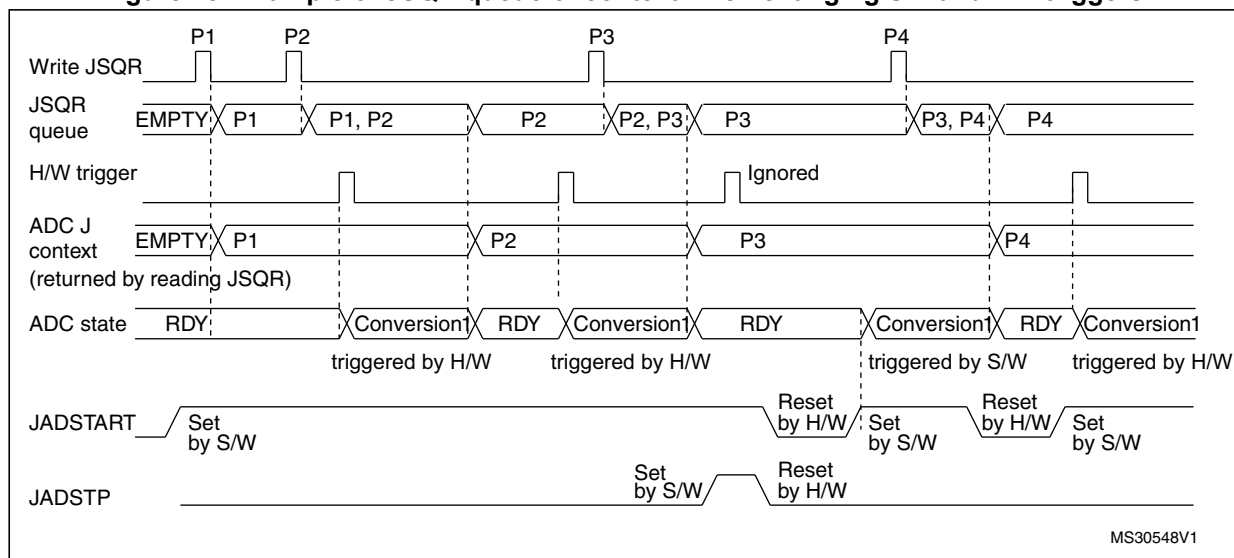 P1 P2 P3 P4
Write JSQR
JSQR
queue
EMPTY P1 P1, P2 P2 P2, P3 P3 P3, P4 P4
H/W trigger
Ignored
ADC J
context
(returned by reading JSQR)
EMPTY P1 P2 P3 P4
ADC state RDY Conversion1 RDY Conversion1 RDY Conversion1 RDY Conversion1
triggered by H/W triggered by H/W triggered by S/W triggered by H/W
JADSTART
Set
by S/W
Reset
by H/W
Set
by S/W
Reset
by H/W
Set
by S/W
JADSTP
Set
by S/W
Reset
by H/W
MS30548V1